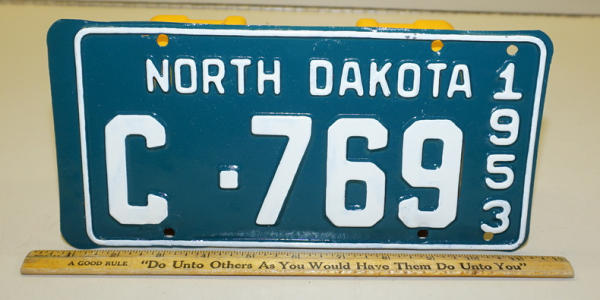 NORTH DAKOTA
1953
C·769
A GOOD RULE "Do Unto Others As You Would Have Them Do Unto You"